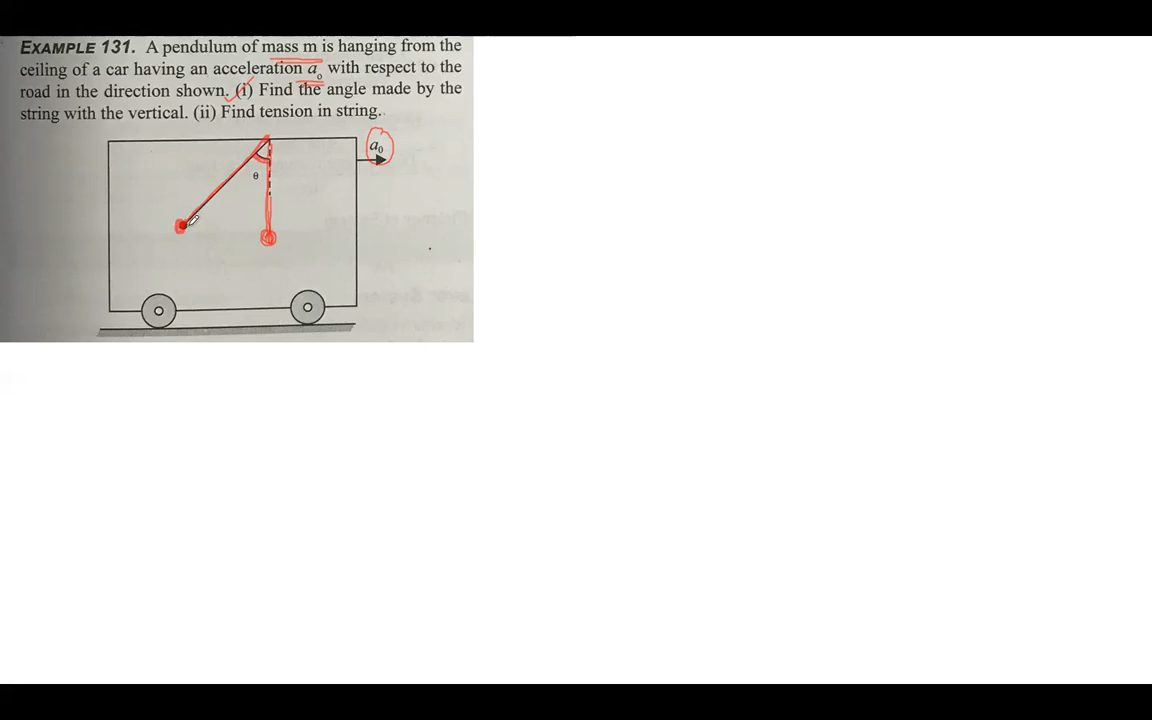 EXAMPLE 131. A pendulum of mass m is hanging from the
ceiling of a car having an acceleration a₀ with respect to the
road in the direction shown. (i) Find the angle made by the
string with the vertical. (ii) Find tension in string.
a₀
θ